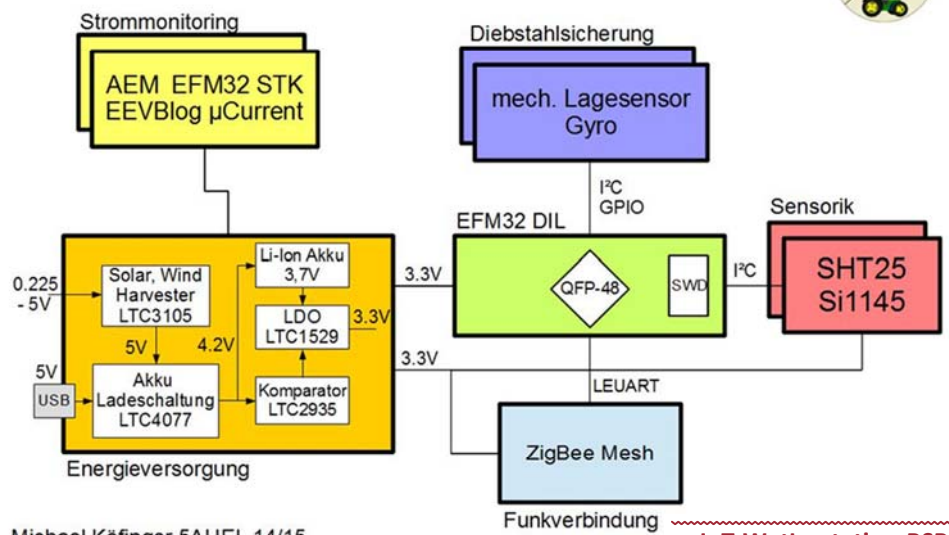 Strommonitoring
AEM EFM32 STK
EEVBlog µCurrent
Diebstahlsicherung
mech. Lagesensor
Gyro
I²C
GPIO
EFM32 DIL
QFP-48
SWD
I²C
Sensorik
SHT25
Si1145
0.225
- 5V
Solar, Wind
Harvester
LTC3105
Li-Ion Akku
3,7V
LDO
LTC1529
3.3V
5V
4.2V
3.3V
3.3V
5V
USB
Akku
Ladeschaltung
LTC4077
Komparator
LTC2935
Energieversorgung
LEUART
ZigBee Mesh
Funkverbindung
14/15